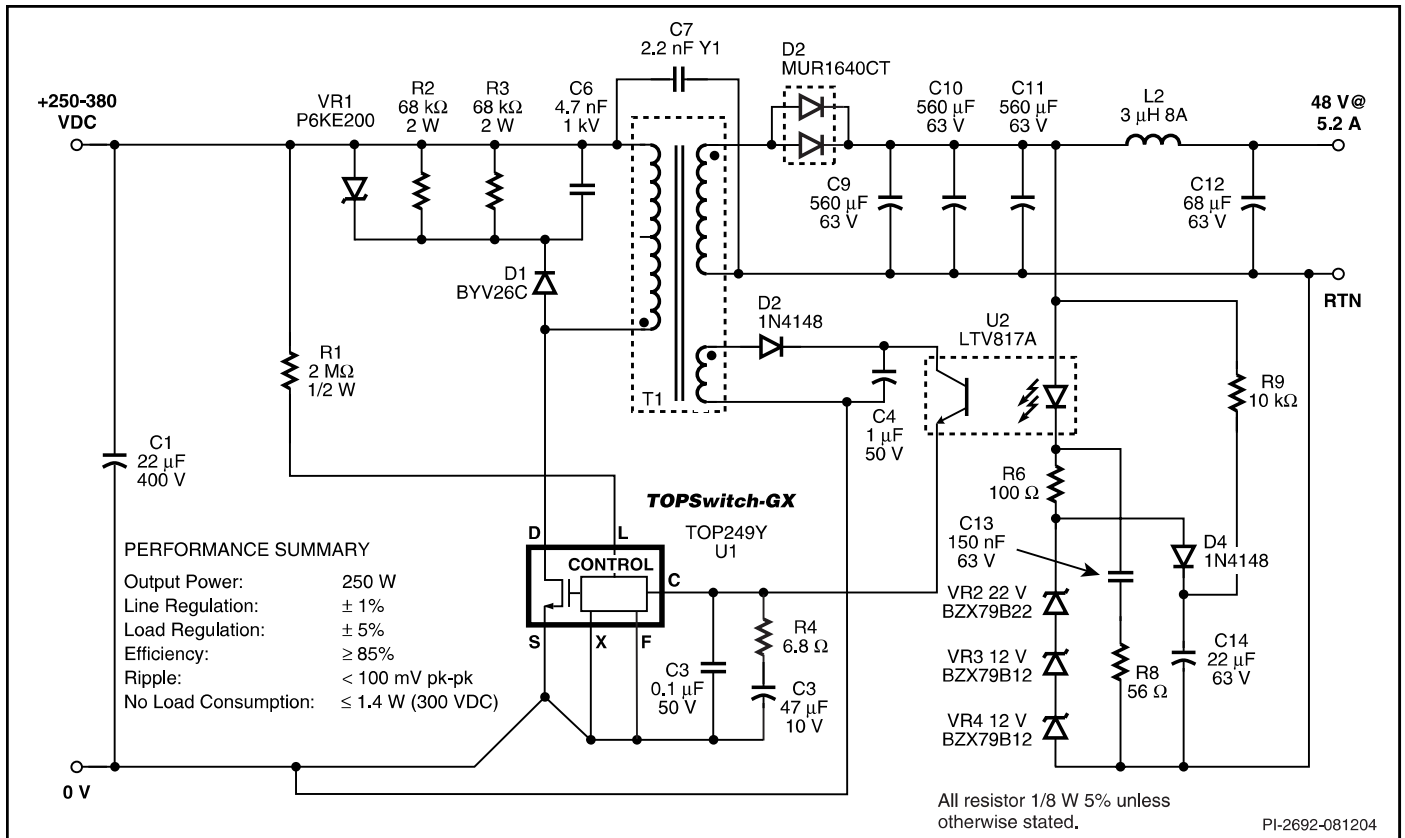 C7
2.2 nF Y1
D2
MUR1640CT
+250-380
VDC
VR1
P6KE200
R2
68 kΩ
2 W
R3
68 kΩ
2 W
C6
4.7 nF
1 kV
C10
560 µF
63 V
C11
560 µF
63 V
L2
3 µH 8A
48 V@
5.2 A
C9
560 µF
63 V
C12
68 µF
63 V
D1
BYV26C
RTN
D2
1N4148
U2
LTV817A
R1
2 MΩ
1/2 W
T1
R9
10 kΩ
C4
1 µF
50 V
C1
22 µF
400 V
R6
100 Ω
TOPSwitch-GX
TOP249Y
U1
D
L
CONTROL
C
S
X
F
C13
150 nF
63 V
D4
1N4148
PERFORMANCE SUMMARY
Output Power: 250 W
Line Regulation: ± 1%
Load Regulation: ± 5%
Efficiency: ≥ 85%
Ripple: < 100 mV pk-pk
No Load Consumption: ≤ 1.4 W (300 VDC)
VR2 22 V
BZX79B22
R4
6.8 Ω
C3
0.1 µF
50 V
C3
47 µF
10 V
VR3 12 V
BZX79B12
R8
56 Ω
C14
22 µF
63 V
VR4 12 V
BZX79B12
0 V
All resistor 1/8 W 5% unless
otherwise stated.
PI-2692-081204